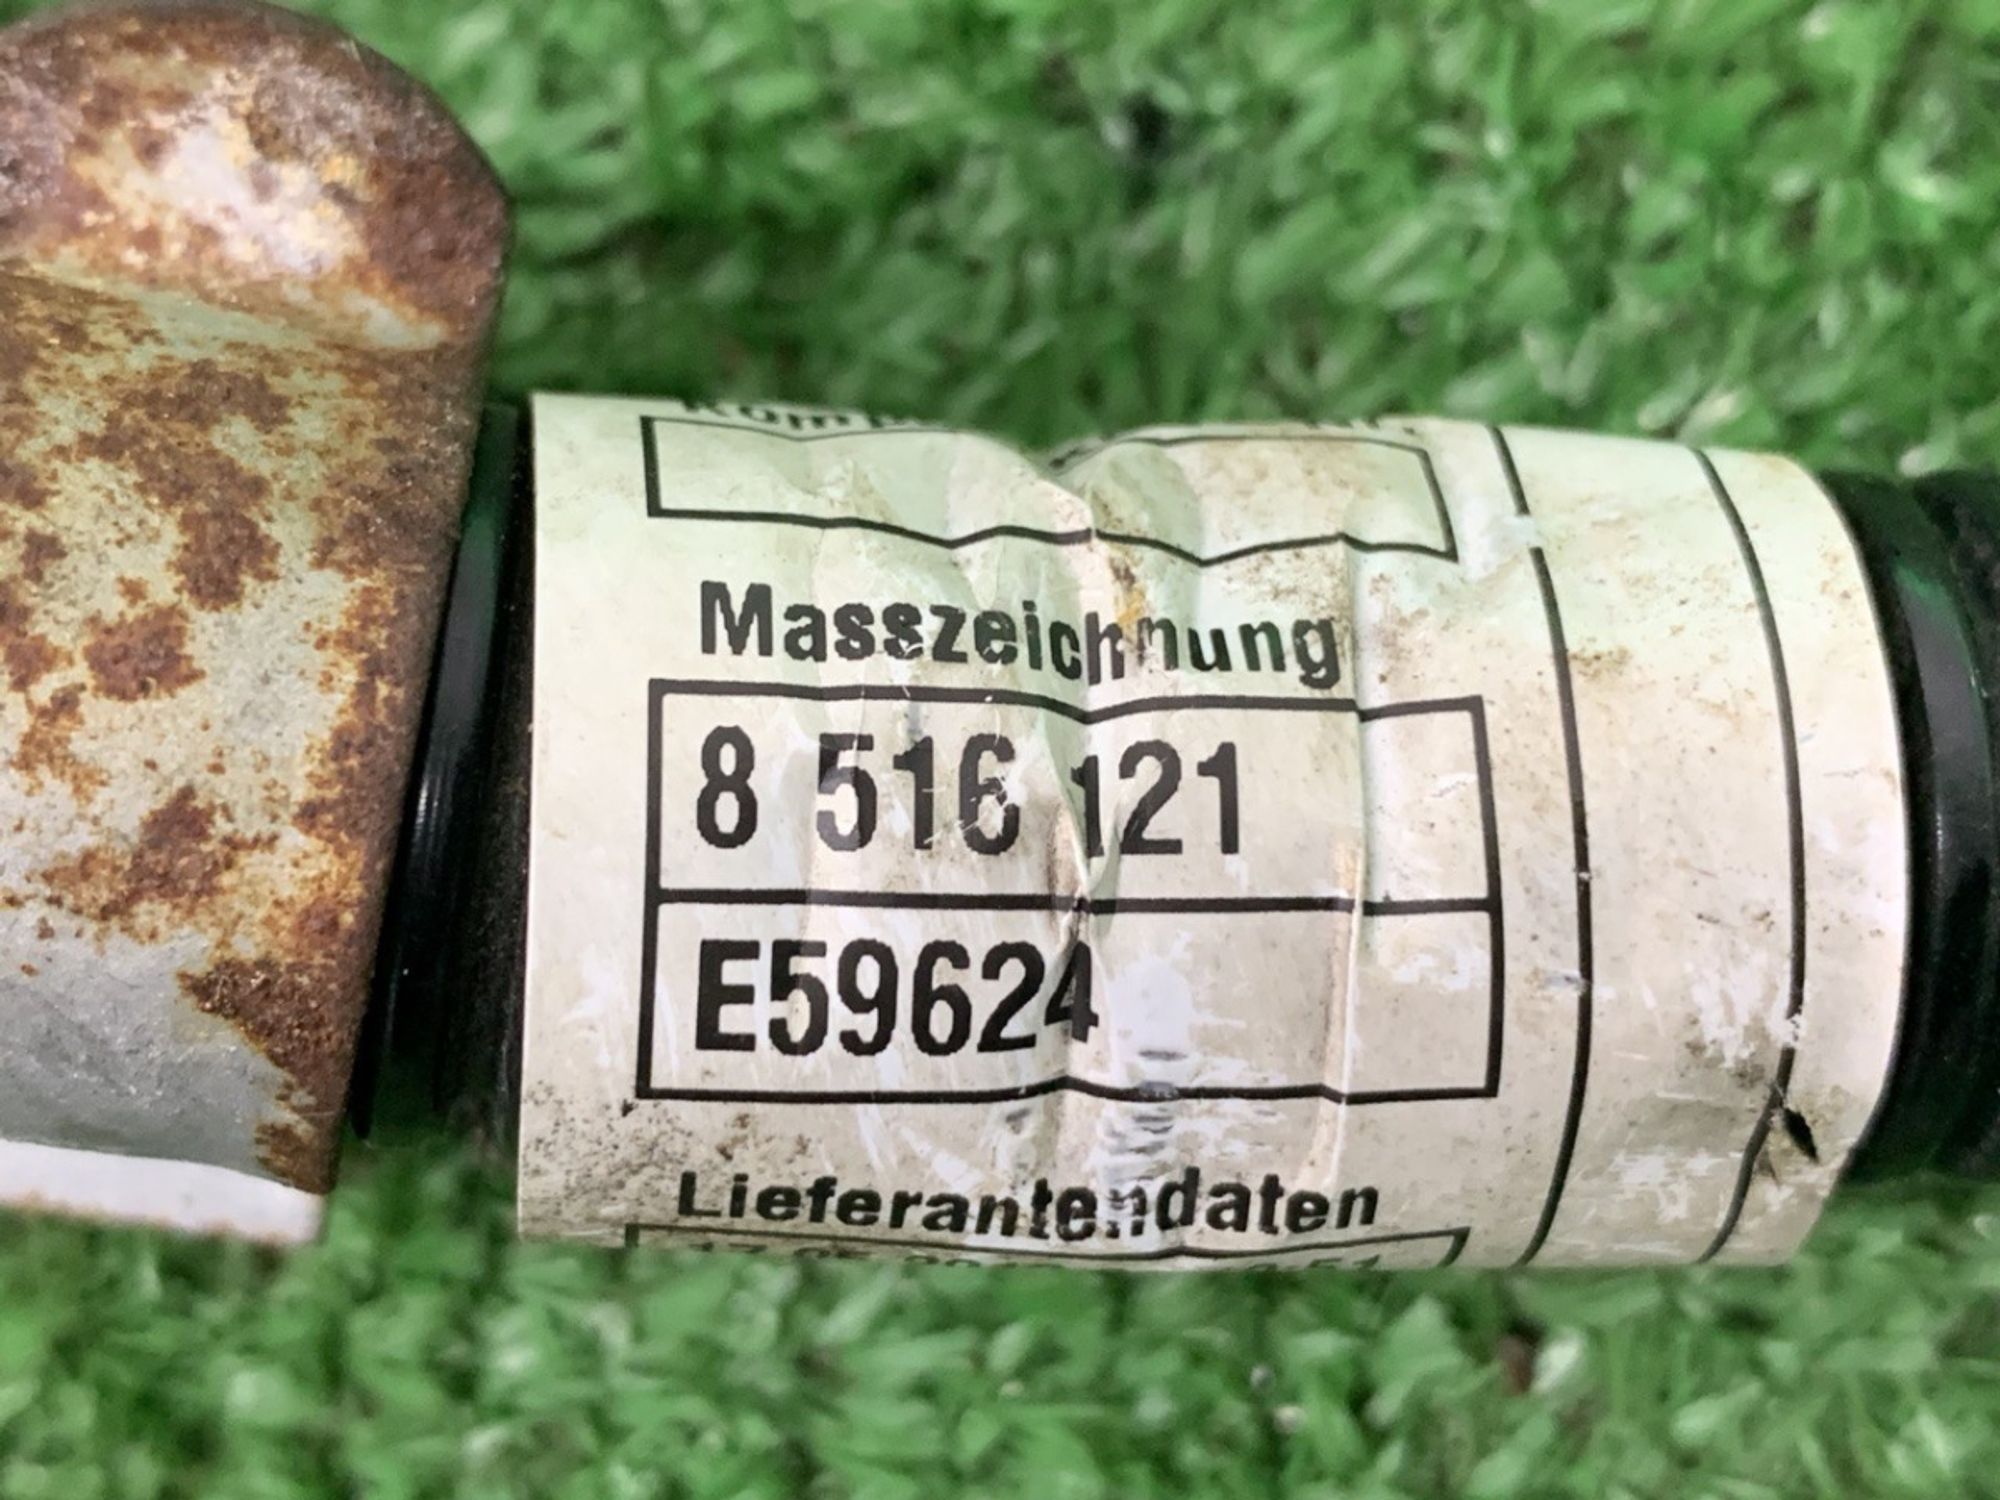 Masszeichnung
8 516 121
E59624
Lieferantendaten